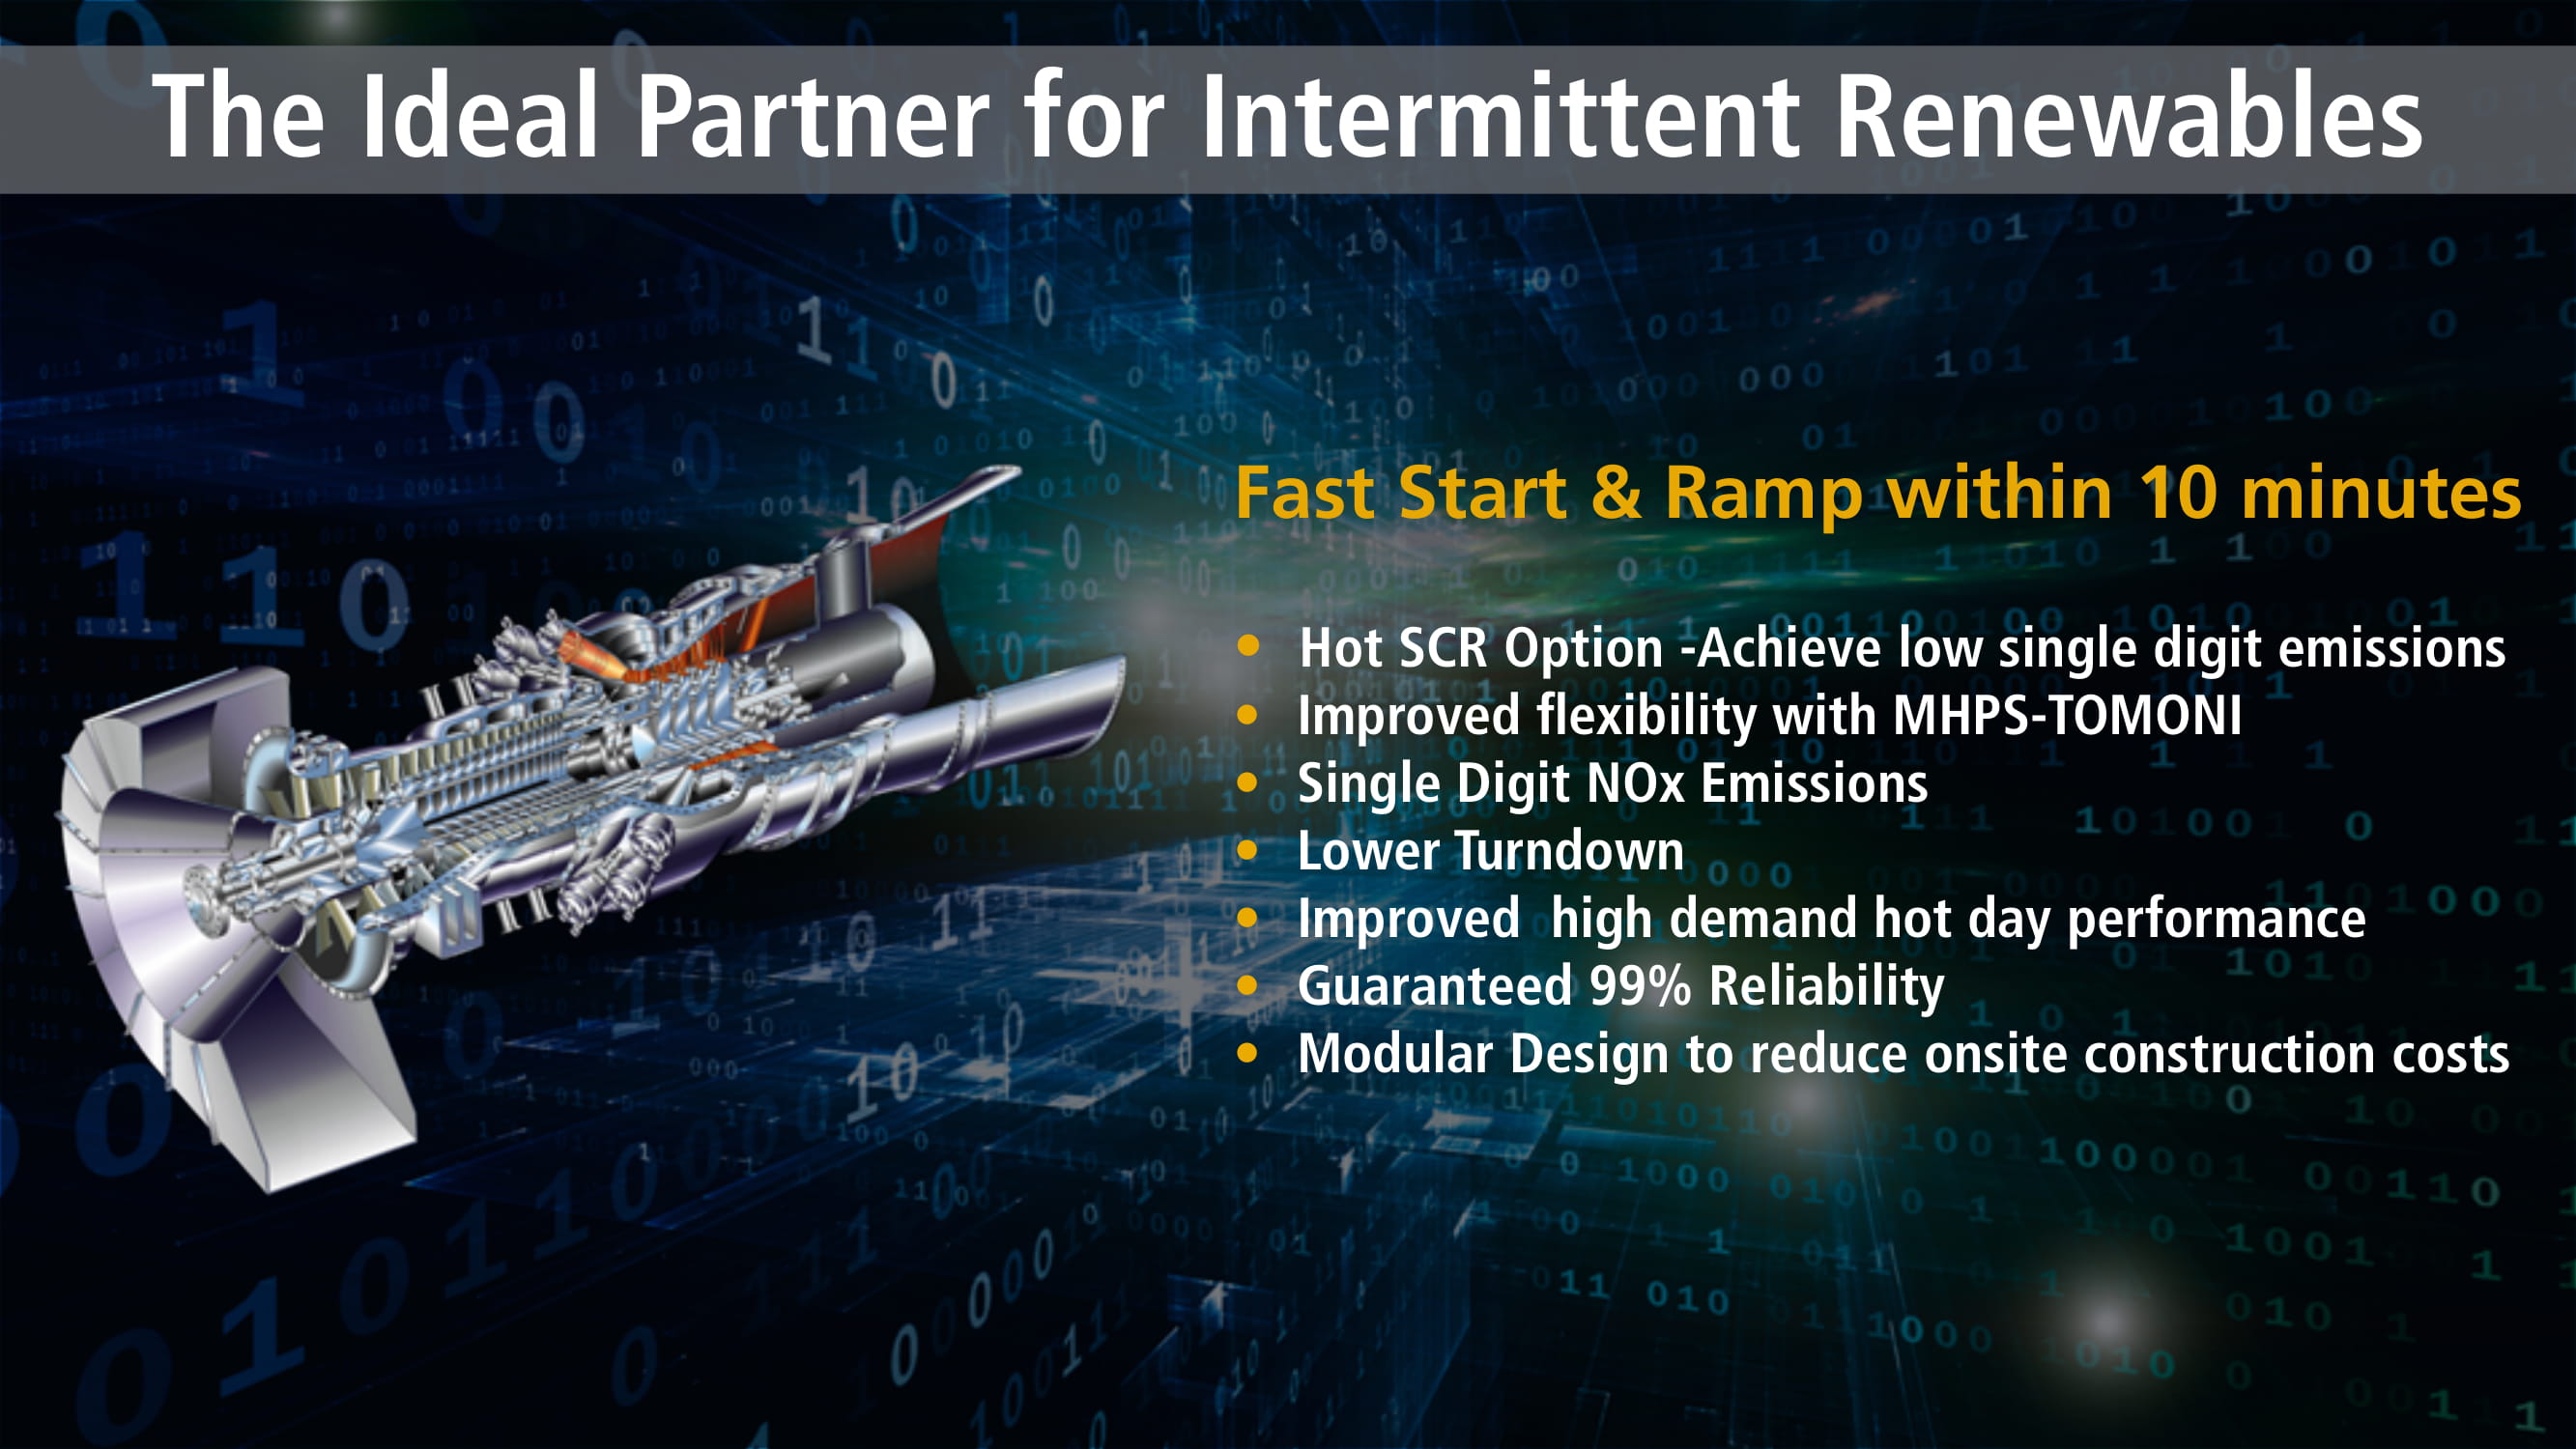 The Ideal Partner for Intermittent Renewables
Fast Start & Ramp within 10 minutes
• Hot SCR Option -Achieve low single digit emissions
• Improved flexibility with MHPS-TOMONI
• Single Digit NOx Emissions
• Lower Turndown
• Improved  high demand hot day performance
• Guaranteed 99% Reliability
• Modular Design to reduce onsite construction costs